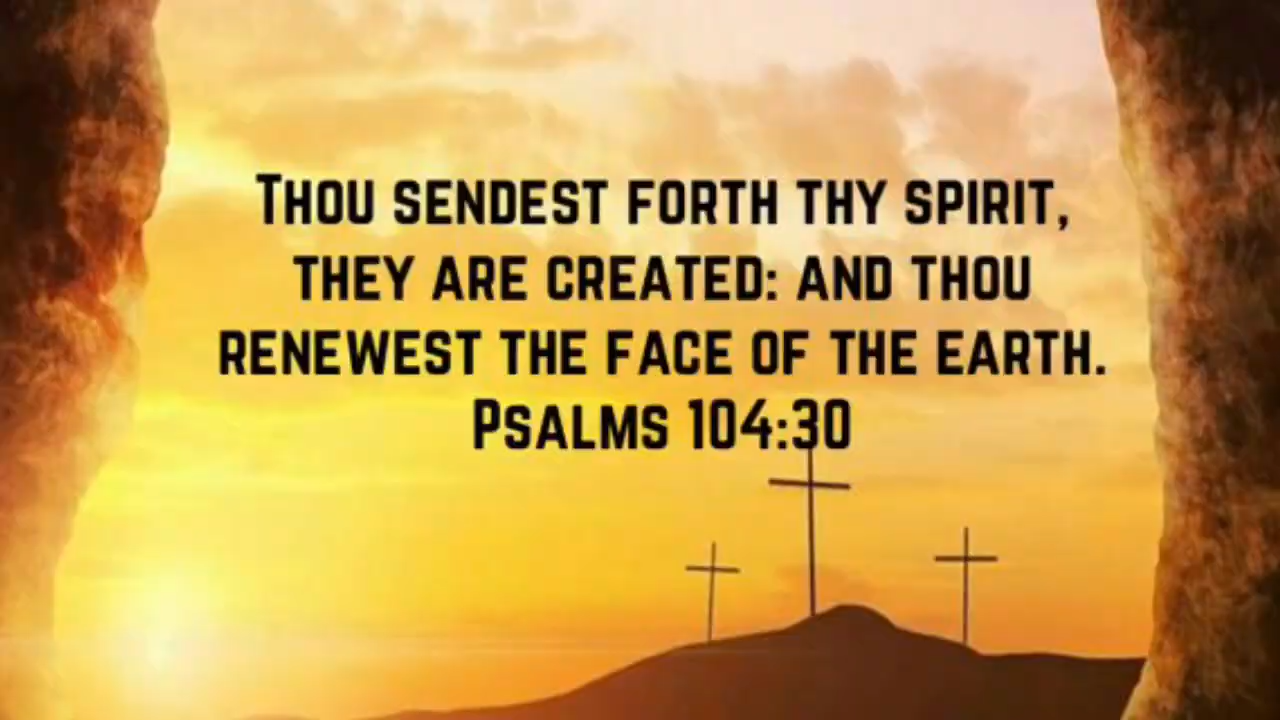 Thou sendest forth thy spirit,
they are created: and thou
renewest the face of the earth.
Psalms 104:30